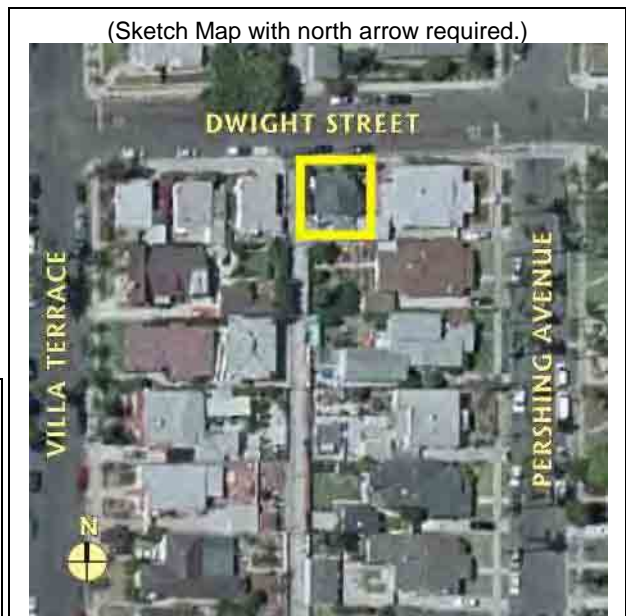 (Sketch Map with north arrow required.)
DWIGHT STREET
VILLA TERRACE
PERSHING AVENUE
N